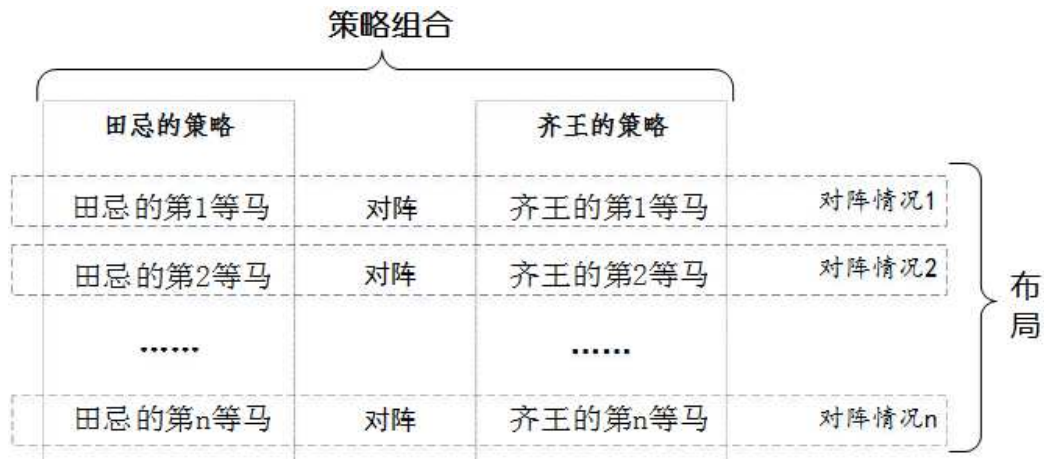 策略组合
田忌的策略 齐王的策略
田忌的第1等马 对阵 齐王的第1等马 对阵情况1
田忌的第2等马 对阵 齐王的第2等马 对阵情况2
...... ......
田忌的第n等马 对阵 齐王的第n等马 对阵情况n
布
局